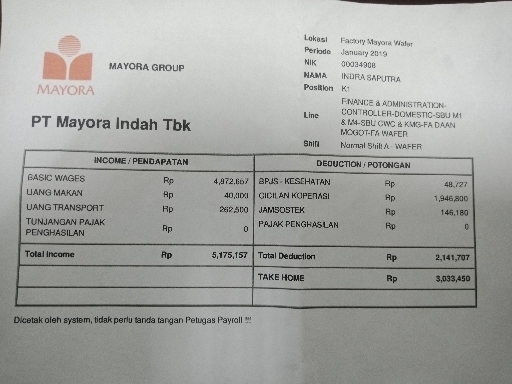 MAYORA
MAYORA GROUP
Lokasi Factory Mayora Wafer
Periode January 2019
NIK 00034908
NAMA INDRA SAPUTRA
Position K1
Line FINANCE & ADMINISTRATION-
CONTROLLER-DOMESTIC-SBU M1
& M4-SBU CWC & KMG-FA DAAN
MOGOT-FA WAFER
Shift Normal Shift A - WAFER
PT Mayora Indah Tbk
INCOME / PENDAPATAN
BASIC WAGES Rp 4,872,657
UANG MAKAN Rp 40,000
UANG TRANSPORT Rp 262,500
TUNJANGAN PAJAK
PENGHASILAN Rp 0
Total Income Rp 5,175,157
DEDUCTION / POTONGAN
BPJS - KESEHATAN Rp 48,727
CICILAN KOPERASI Rp 1,946,800
JAMSOSTEK Rp 146,180
PAJAK PENGHASILAN Rp 0
Total Deduction Rp 2,141,707
TAKE HOME Rp 3,033,450
Dicetak oleh system, tidak perlu tanda tangan Petugas Payroll !!!